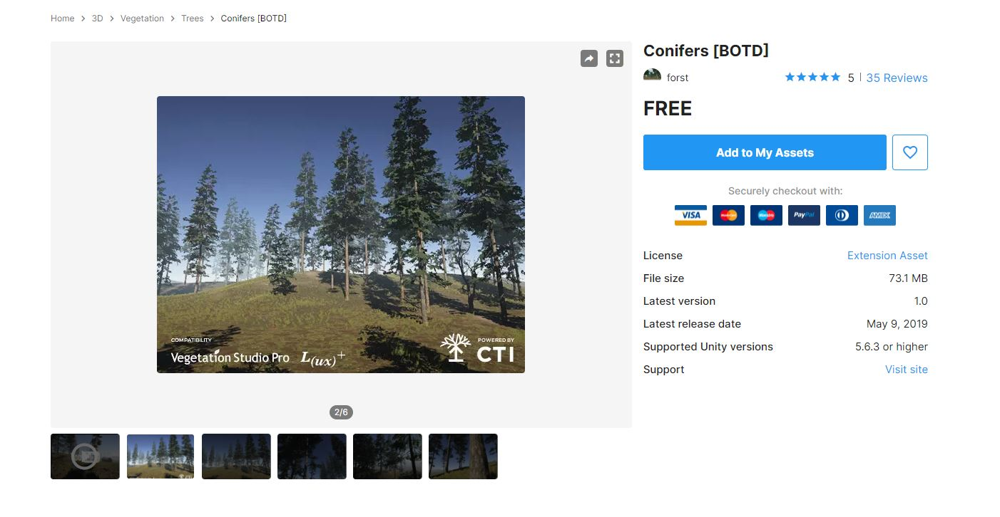 Home > 3D > Vegetation > Trees > Conifers [BOTD]
COMPATIBILITY
Vegetation Studio Pro L(ux)+
POWERED BY
CTI
2/6
Conifers [BOTD]
forst
5 | 35 Reviews
FREE
Add to My Assets
Securely checkout with:
VISA MasterCard Maestro PayPal AMEX
License Extension Asset
File size 73.1 MB
Latest version 1.0
Latest release date May 9, 2019
Supported Unity versions 5.6.3 or higher
Support Visit site